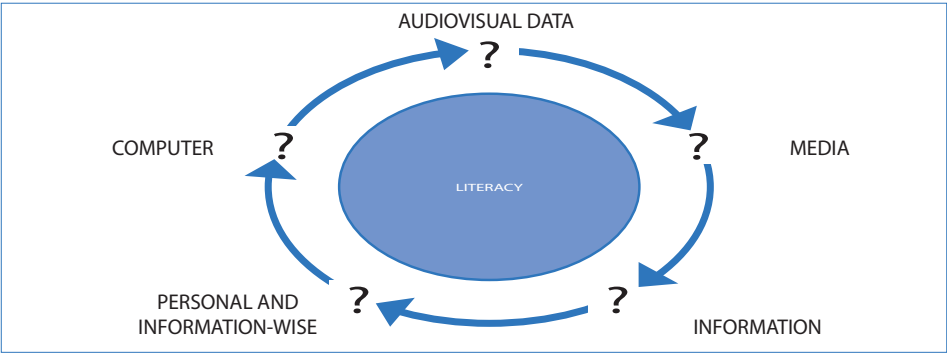 AUDIOVISUAL DATA
?
COMPUTER
?
?
MEDIA
LITERACY
PERSONAL AND
INFORMATION-WISE
?
?
INFORMATION